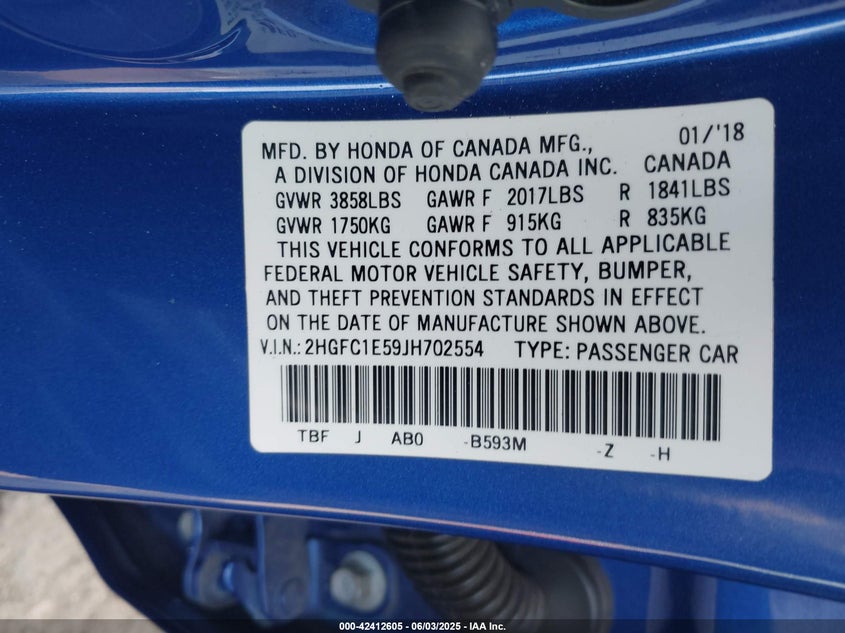 MFD. BY HONDA OF CANADA MFG., 01/'18
A DIVISION OF HONDA CANADA INC. CANADA
GVWR 3858LBS GAWR F 2017LBS R 1841LBS
GVWR 1750KG GAWR F 915KG R 835KG
THIS VEHICLE CONFORMS TO ALL APPLICABLE
FEDERAL MOTOR VEHICLE SAFETY, BUMPER,
AND THEFT PREVENTION STANDARDS IN EFFECT
ON THE DATE OF MANUFACTURE SHOWN ABOVE.
V.I.N.: 2HGFC1E59JH702554 TYPE: PASSENGER CAR
TBF J AB0 -B593M -Z -H
000-42412605 - 06/03/2025 - IAA Inc.